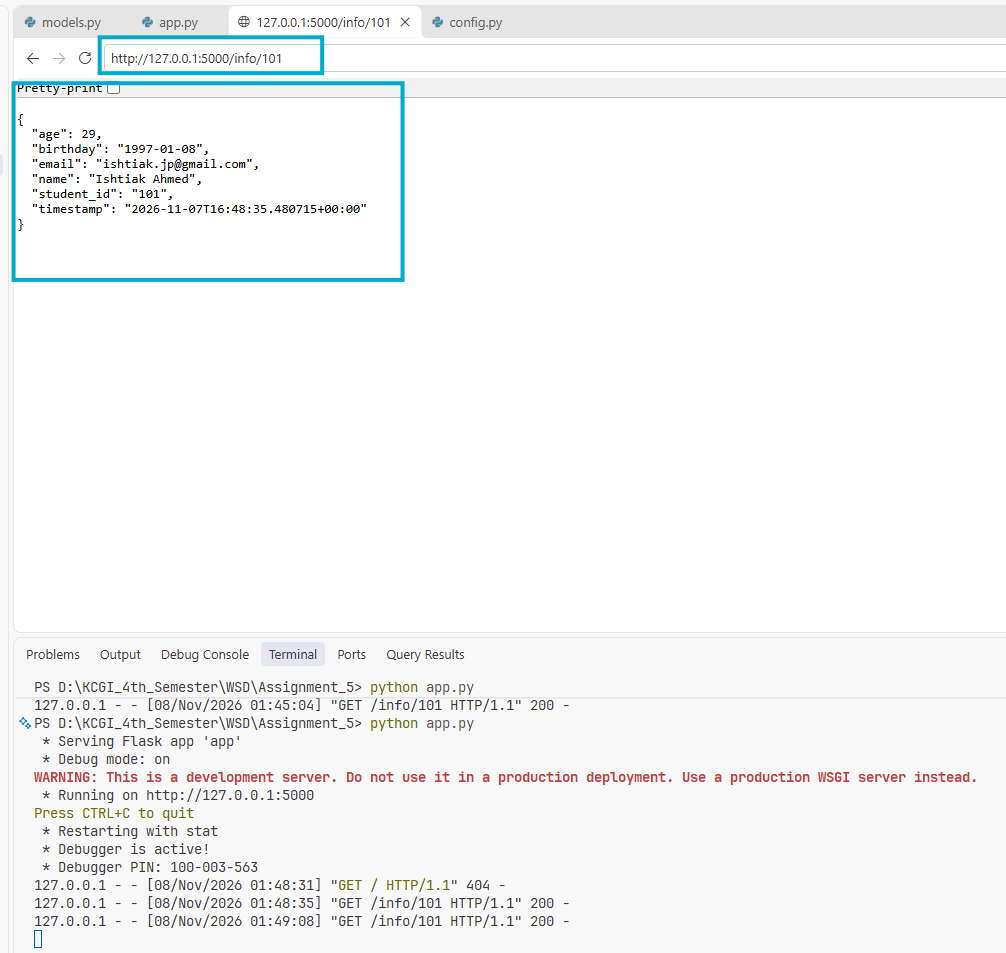 models.py app.py 127.0.0.1:5000/info/101 config.py
http://127.0.0.1:5000/info/101
Pretty-print
{
"age": 29,
"birthday": "1997-01-08",
"email": "ishtiak.jp@gmail.com",
"name": "Ishtiak Ahmed",
"student_id": "101",
"timestamp": "2026-11-07T16:48:35.480715+00:00"
}
Problems Output Debug Console Terminal Ports Query Results
PS D:\KCGI_4th_Semester\WSD\Assignment_5> python app.py
127.0.0.1 - - [08/Nov/2026 01:45:04] "GET /info/101 HTTP/1.1" 200 -
PS D:\KCGI_4th_Semester\WSD\Assignment_5> python app.py
* Serving Flask app 'app'
* Debug mode: on
WARNING: This is a development server. Do not use it in a production deployment. Use a production WSGI server instead.
* Running on http://127.0.0.1:5000
Press CTRL+C to quit
* Restarting with stat
* Debugger is active!
* Debugger PIN: 100-003-563
127.0.0.1 - - [08/Nov/2026 01:48:31] "GET / HTTP/1.1" 404 -
127.0.0.1 - - [08/Nov/2026 01:48:35] "GET /info/101 HTTP/1.1" 200 -
127.0.0.1 - - [08/Nov/2026 01:49:08] "GET /info/101 HTTP/1.1" 200 -